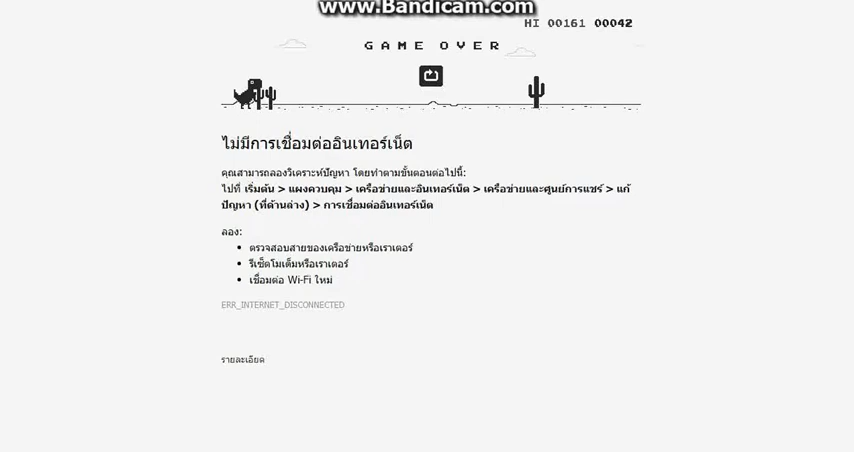 www.Bandicam.com
HI 00161 00042
GAME OVER
ไม่มีการเชื่อมต่ออินเทอร์เน็ต
คุณสามารถลองวิเคราะห์ปัญหา โดยทำตามขั้นตอนต่อไปนี้:
ไปที่ เริ่มต้น > แผงควบคุม > เครือข่ายและอินเทอร์เน็ต > เครือข่ายและศูนย์การแชร์ > แก้
ปัญหา (ที่ด้านล่าง) > การเชื่อมต่ออินเทอร์เน็ต
ลอง:
• ตรวจสอบสายของเครือข่ายหรือเราเตอร์
• รีเซ็ตโมเด็มหรือเราเตอร์
• เชื่อมต่อ Wi-Fi ใหม่
ERR_INTERNET_DISCONNECTED
รายละเอียด